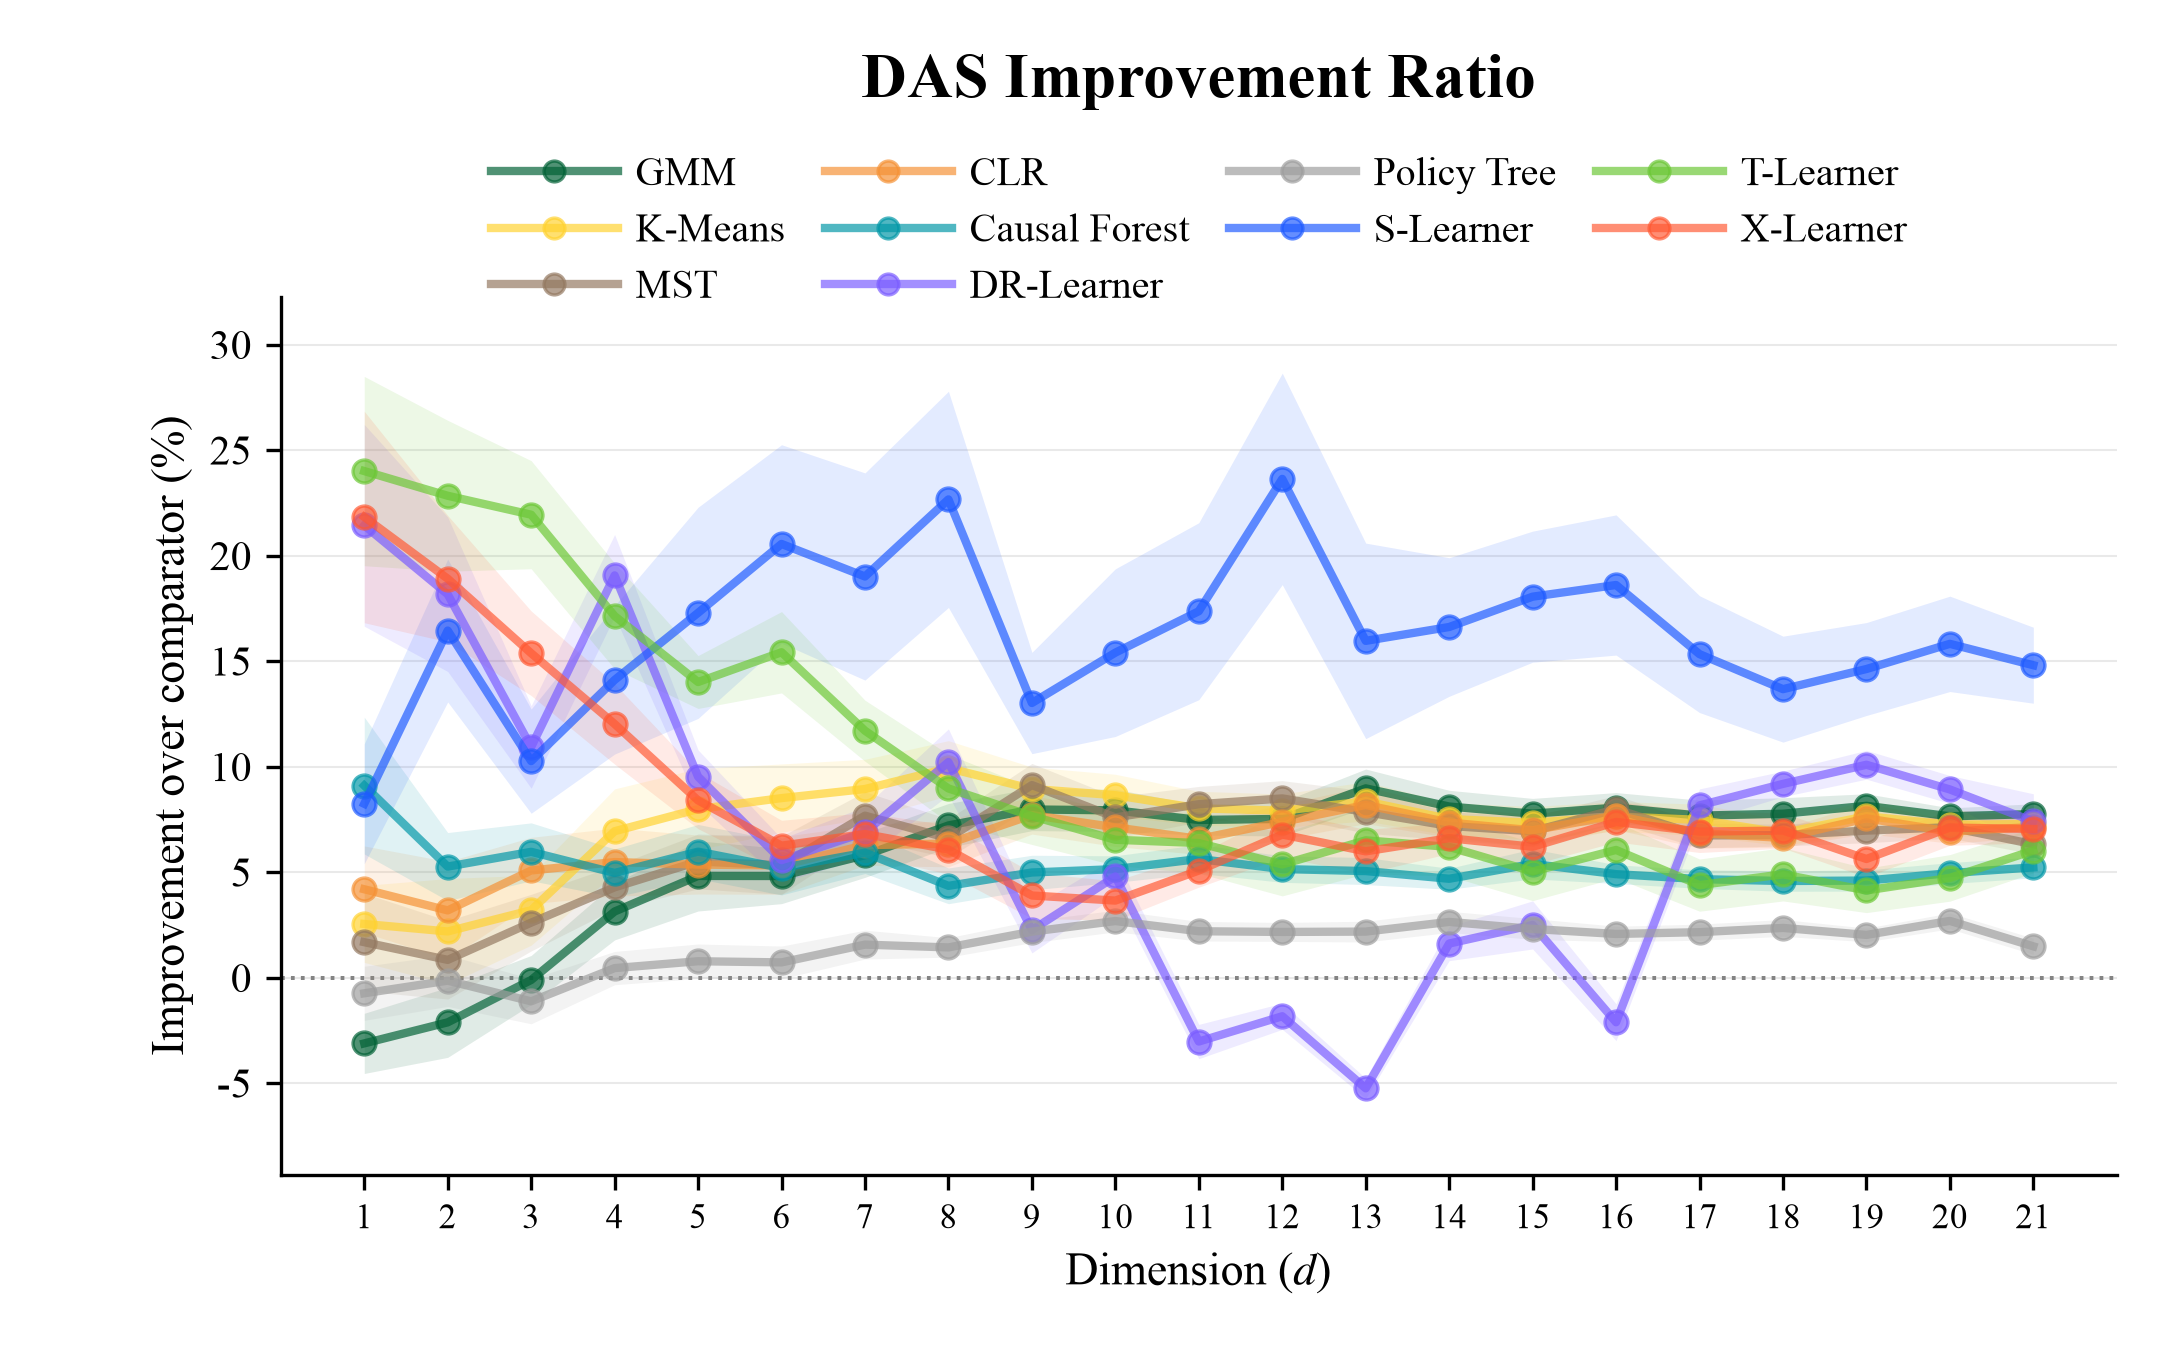 DAS Improvement Ratio
GMM CLR Policy Tree T-Learner
K-Means Causal Forest S-Learner X-Learner
MST DR-Learner
Improvement over comparator (%)
30
25
20
15
10
5
0
-5
1 2 3 4 5 6 7 8 9 10 11 12 13 14 15 16 17 18 19 20 21
Dimension (d)